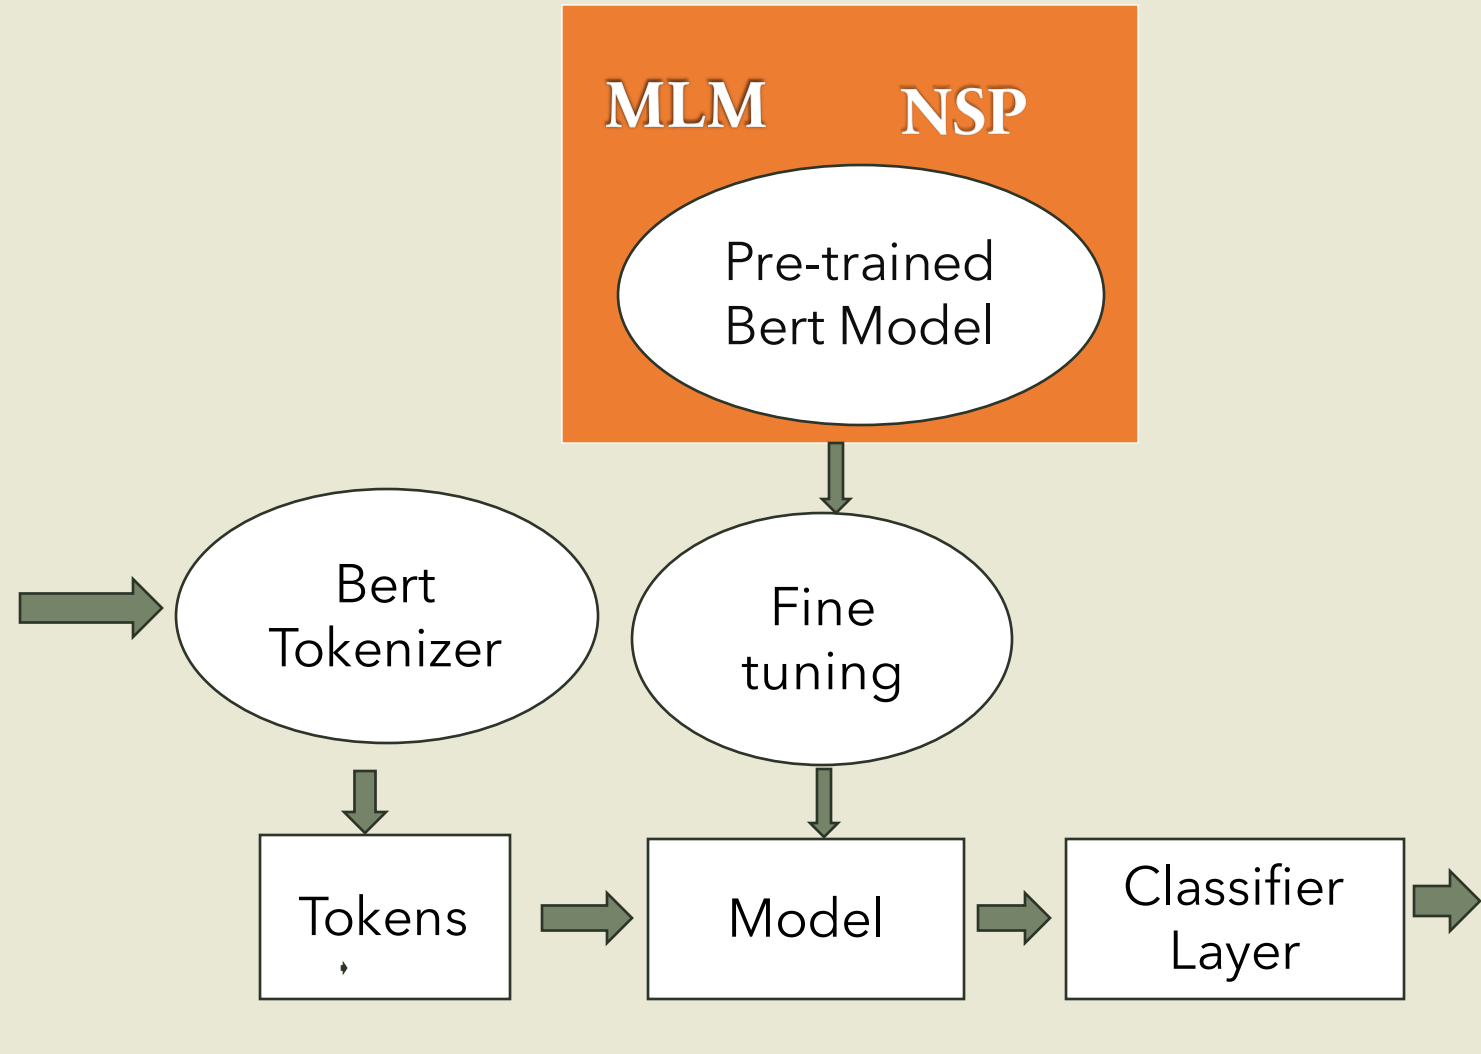 MLM NSP
Pre-trained
Bert Model
Bert
Tokenizer
Fine
tuning
Tokens
Model
Classifier
Layer